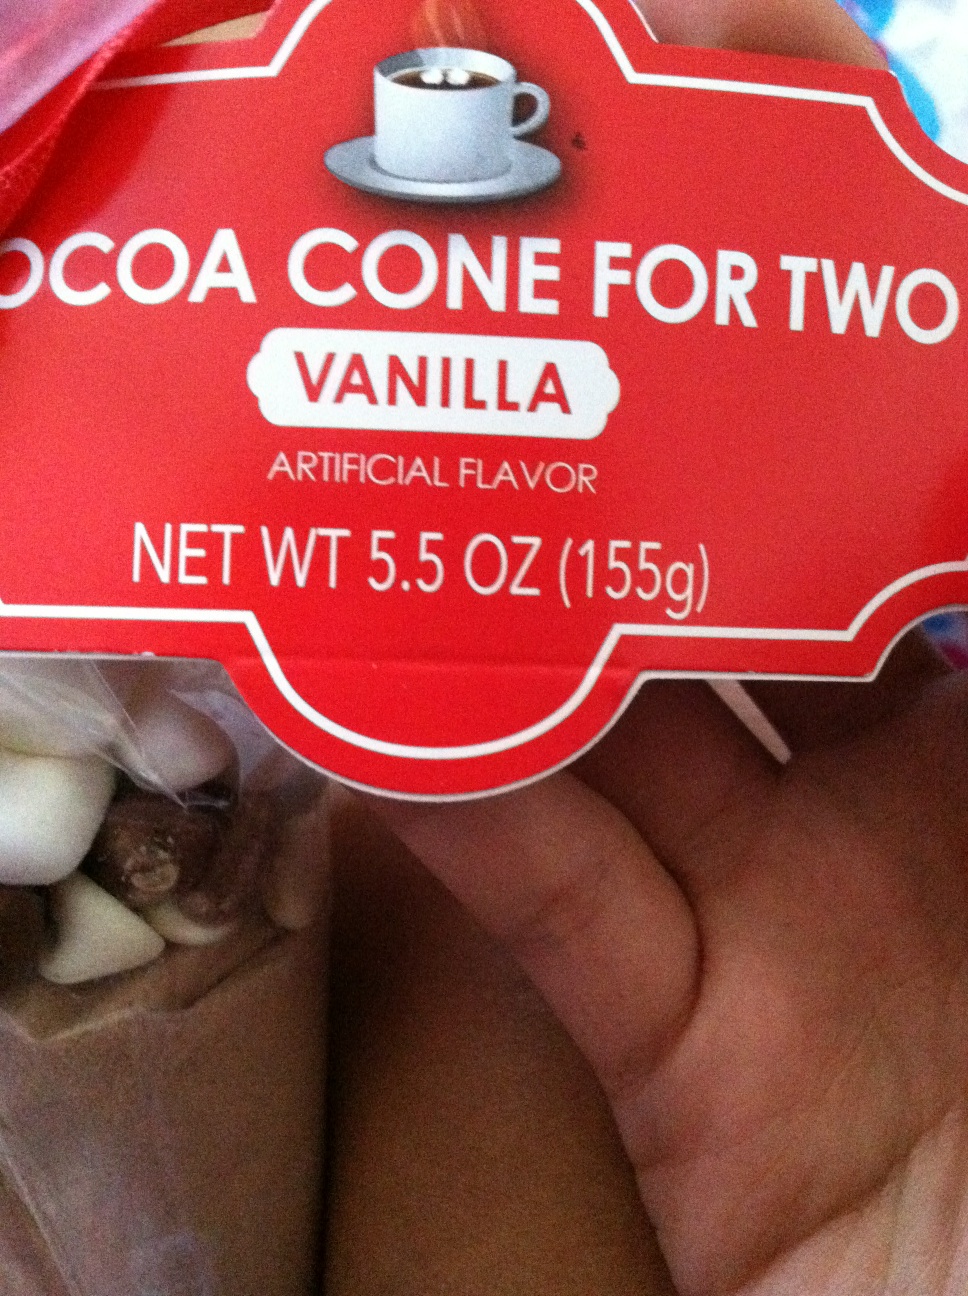 OCOA CONE FOR TWO
VANILLA
ARTIFICIAL FLAVOR
NET WT 5.5 OZ (155g)